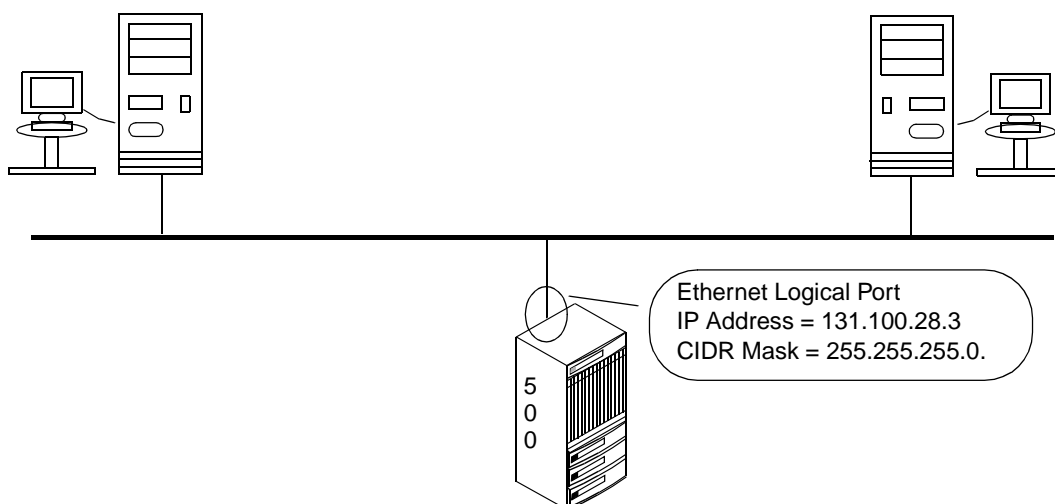 Ethernet Logical Port
IP Address = 131.100.28.3
CIDR Mask = 255.255.255.0.
5
0
0